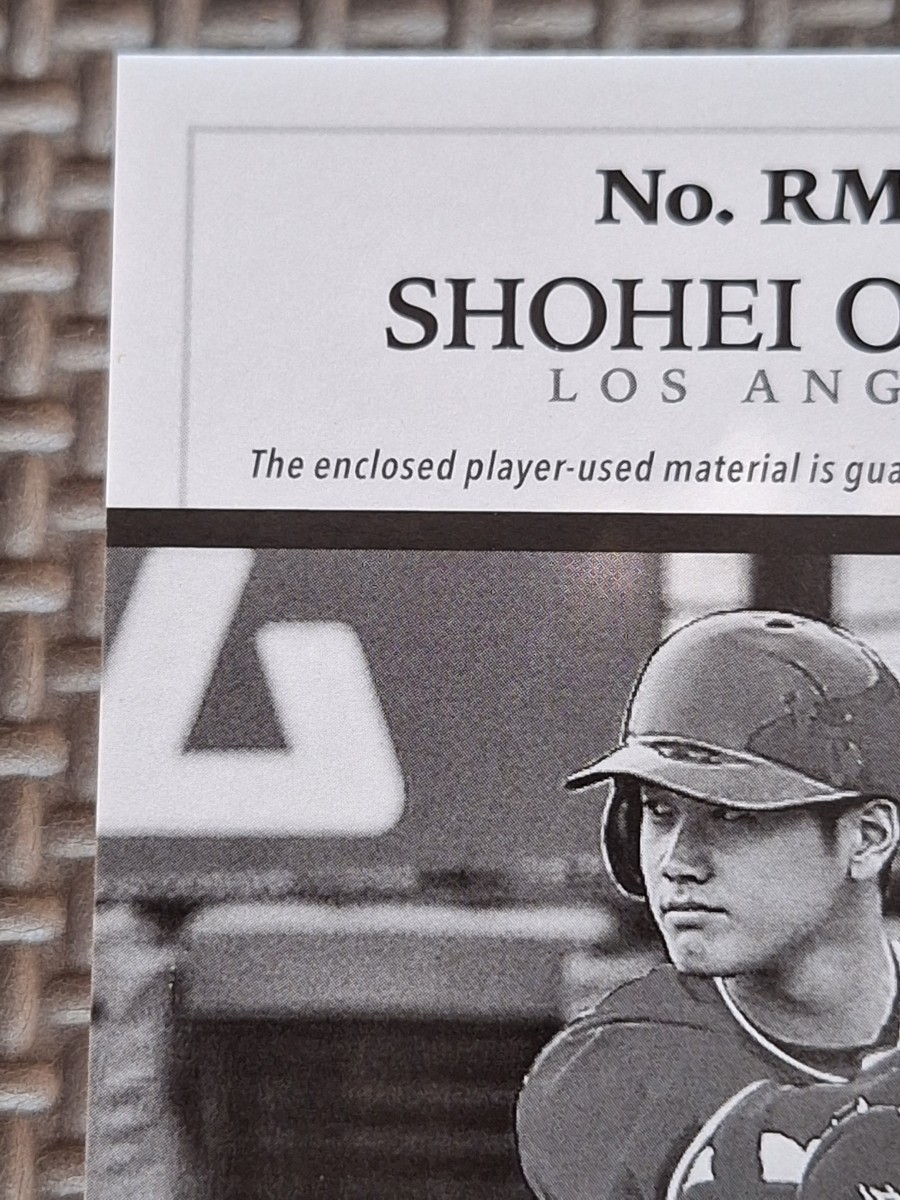 No. RM
SHOHEI O
LOS ANG
The enclosed player-used material is gua